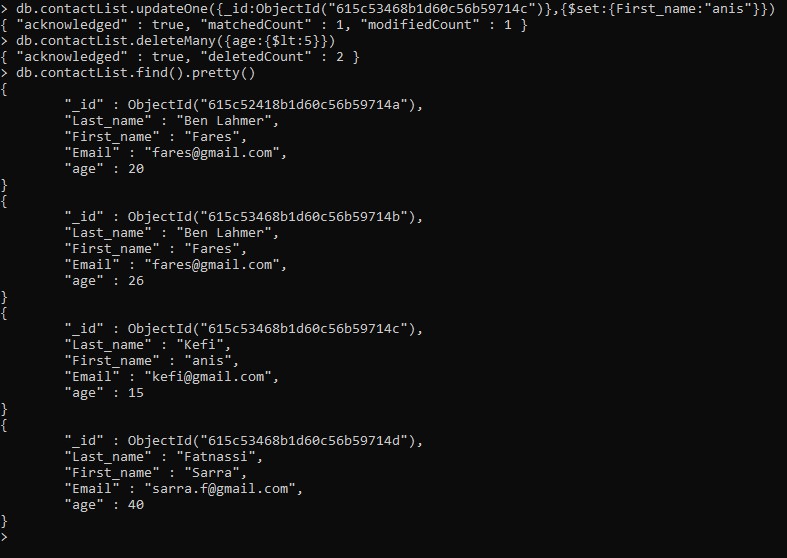 > db.contactList.updateOne({_id:ObjectId("615c53468b1d60c56b59714c")},{$set:{First_name:"anis"}})
{ "acknowledged" : true, "matchedCount" : 1, "modifiedCount" : 1 }
> db.contactList.deleteMany({age:{$lt:5}})
{ "acknowledged" : true, "deletedCount" : 2 }
> db.contactList.find().pretty()
{
        "_id" : ObjectId("615c52418b1d60c56b59714a"),
        "Last_name" : "Ben Lahmer",
        "First_name" : "Fares",
        "Email" : "fares@gmail.com",
        "age" : 20
}
{
        "_id" : ObjectId("615c53468b1d60c56b59714b"),
        "Last_name" : "Ben Lahmer",
        "First_name" : "Fares",
        "Email" : "fares@gmail.com",
        "age" : 26
}
{
        "_id" : ObjectId("615c53468b1d60c56b59714c"),
        "Last_name" : "Kefi",
        "First_name" : "anis",
        "Email" : "kefi@gmail.com",
        "age" : 15
}
{
        "_id" : ObjectId("615c53468b1d60c56b59714d"),
        "Last_name" : "Fatnassi",
        "First_name" : "Sarra",
        "Email" : "sarra.f@gmail.com",
        "age" : 40
}
>